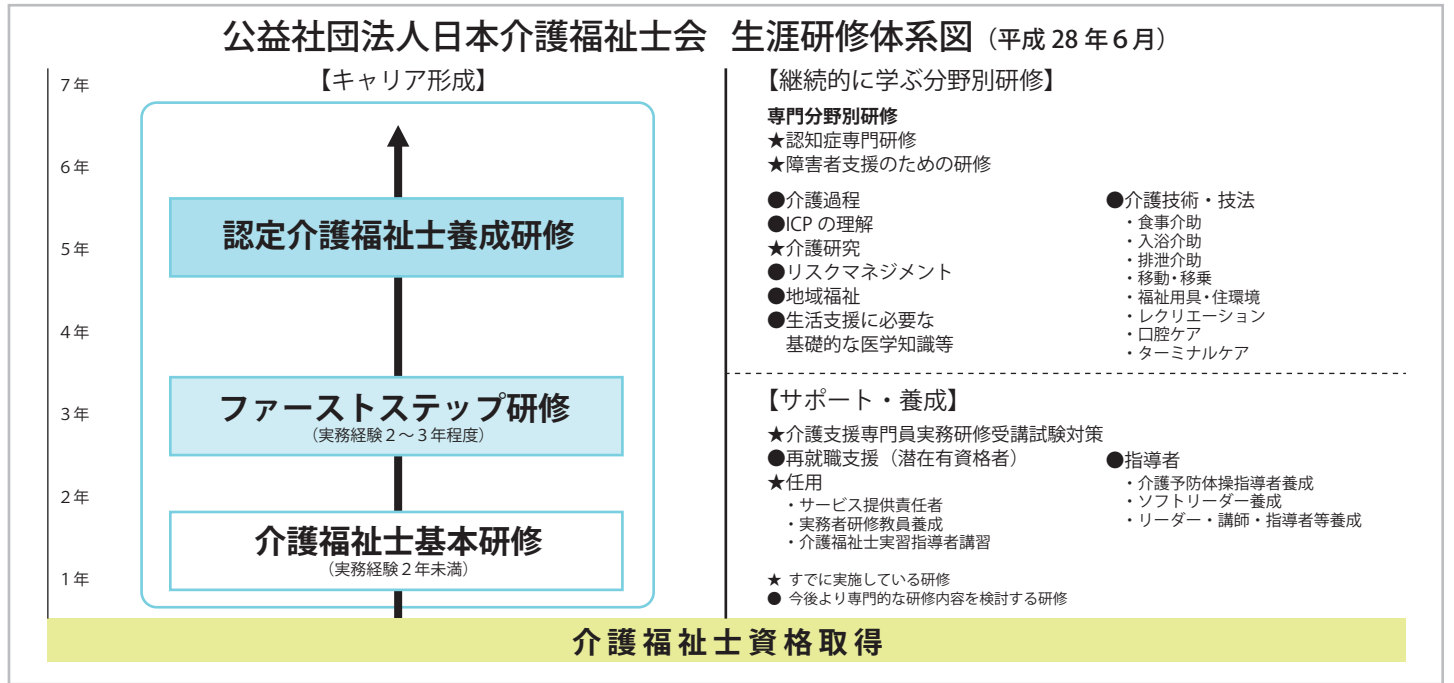 公益社団法人日本介護福祉士会 生涯研修体系図（平成 28 年６月）
【キャリア形成】
7 年
6 年
5 年
4 年
3 年
2 年
1 年
認定介護福祉士養成研修
ファーストステップ研修
（実務経験２～３年程度）
介護福祉士基本研修
（実務経験２年未満）
【継続的に学ぶ分野別研修】
専門分野別研修
★認知症専門研修
★障害者支援のための研修
●介護過程
●ICP の理解
★介護研究
●リスクマネジメント
●地域福祉
●生活支援に必要な
基礎的な医学知識等
●介護技術・技法
・食事介助
・入浴介助
・排泄介助
・移動・移乗
・福祉用具・住環境
・レクリエーション
・口腔ケア
・ターミナルケア
【サポート・養成】
★介護支援専門員実務研修受講試験対策
●再就職支援（潜在有資格者）
★任用
・サービス提供責任者
・実務者研修教員養成
・介護福祉士実習指導者講習
●指導者
・介護予防体操指導者養成
・ソフトリーダー養成
・リーダー・講師・指導者等養成
★ すでに実施している研修
● 今後より専門的な研修内容を検討する研修
介護福祉士資格取得